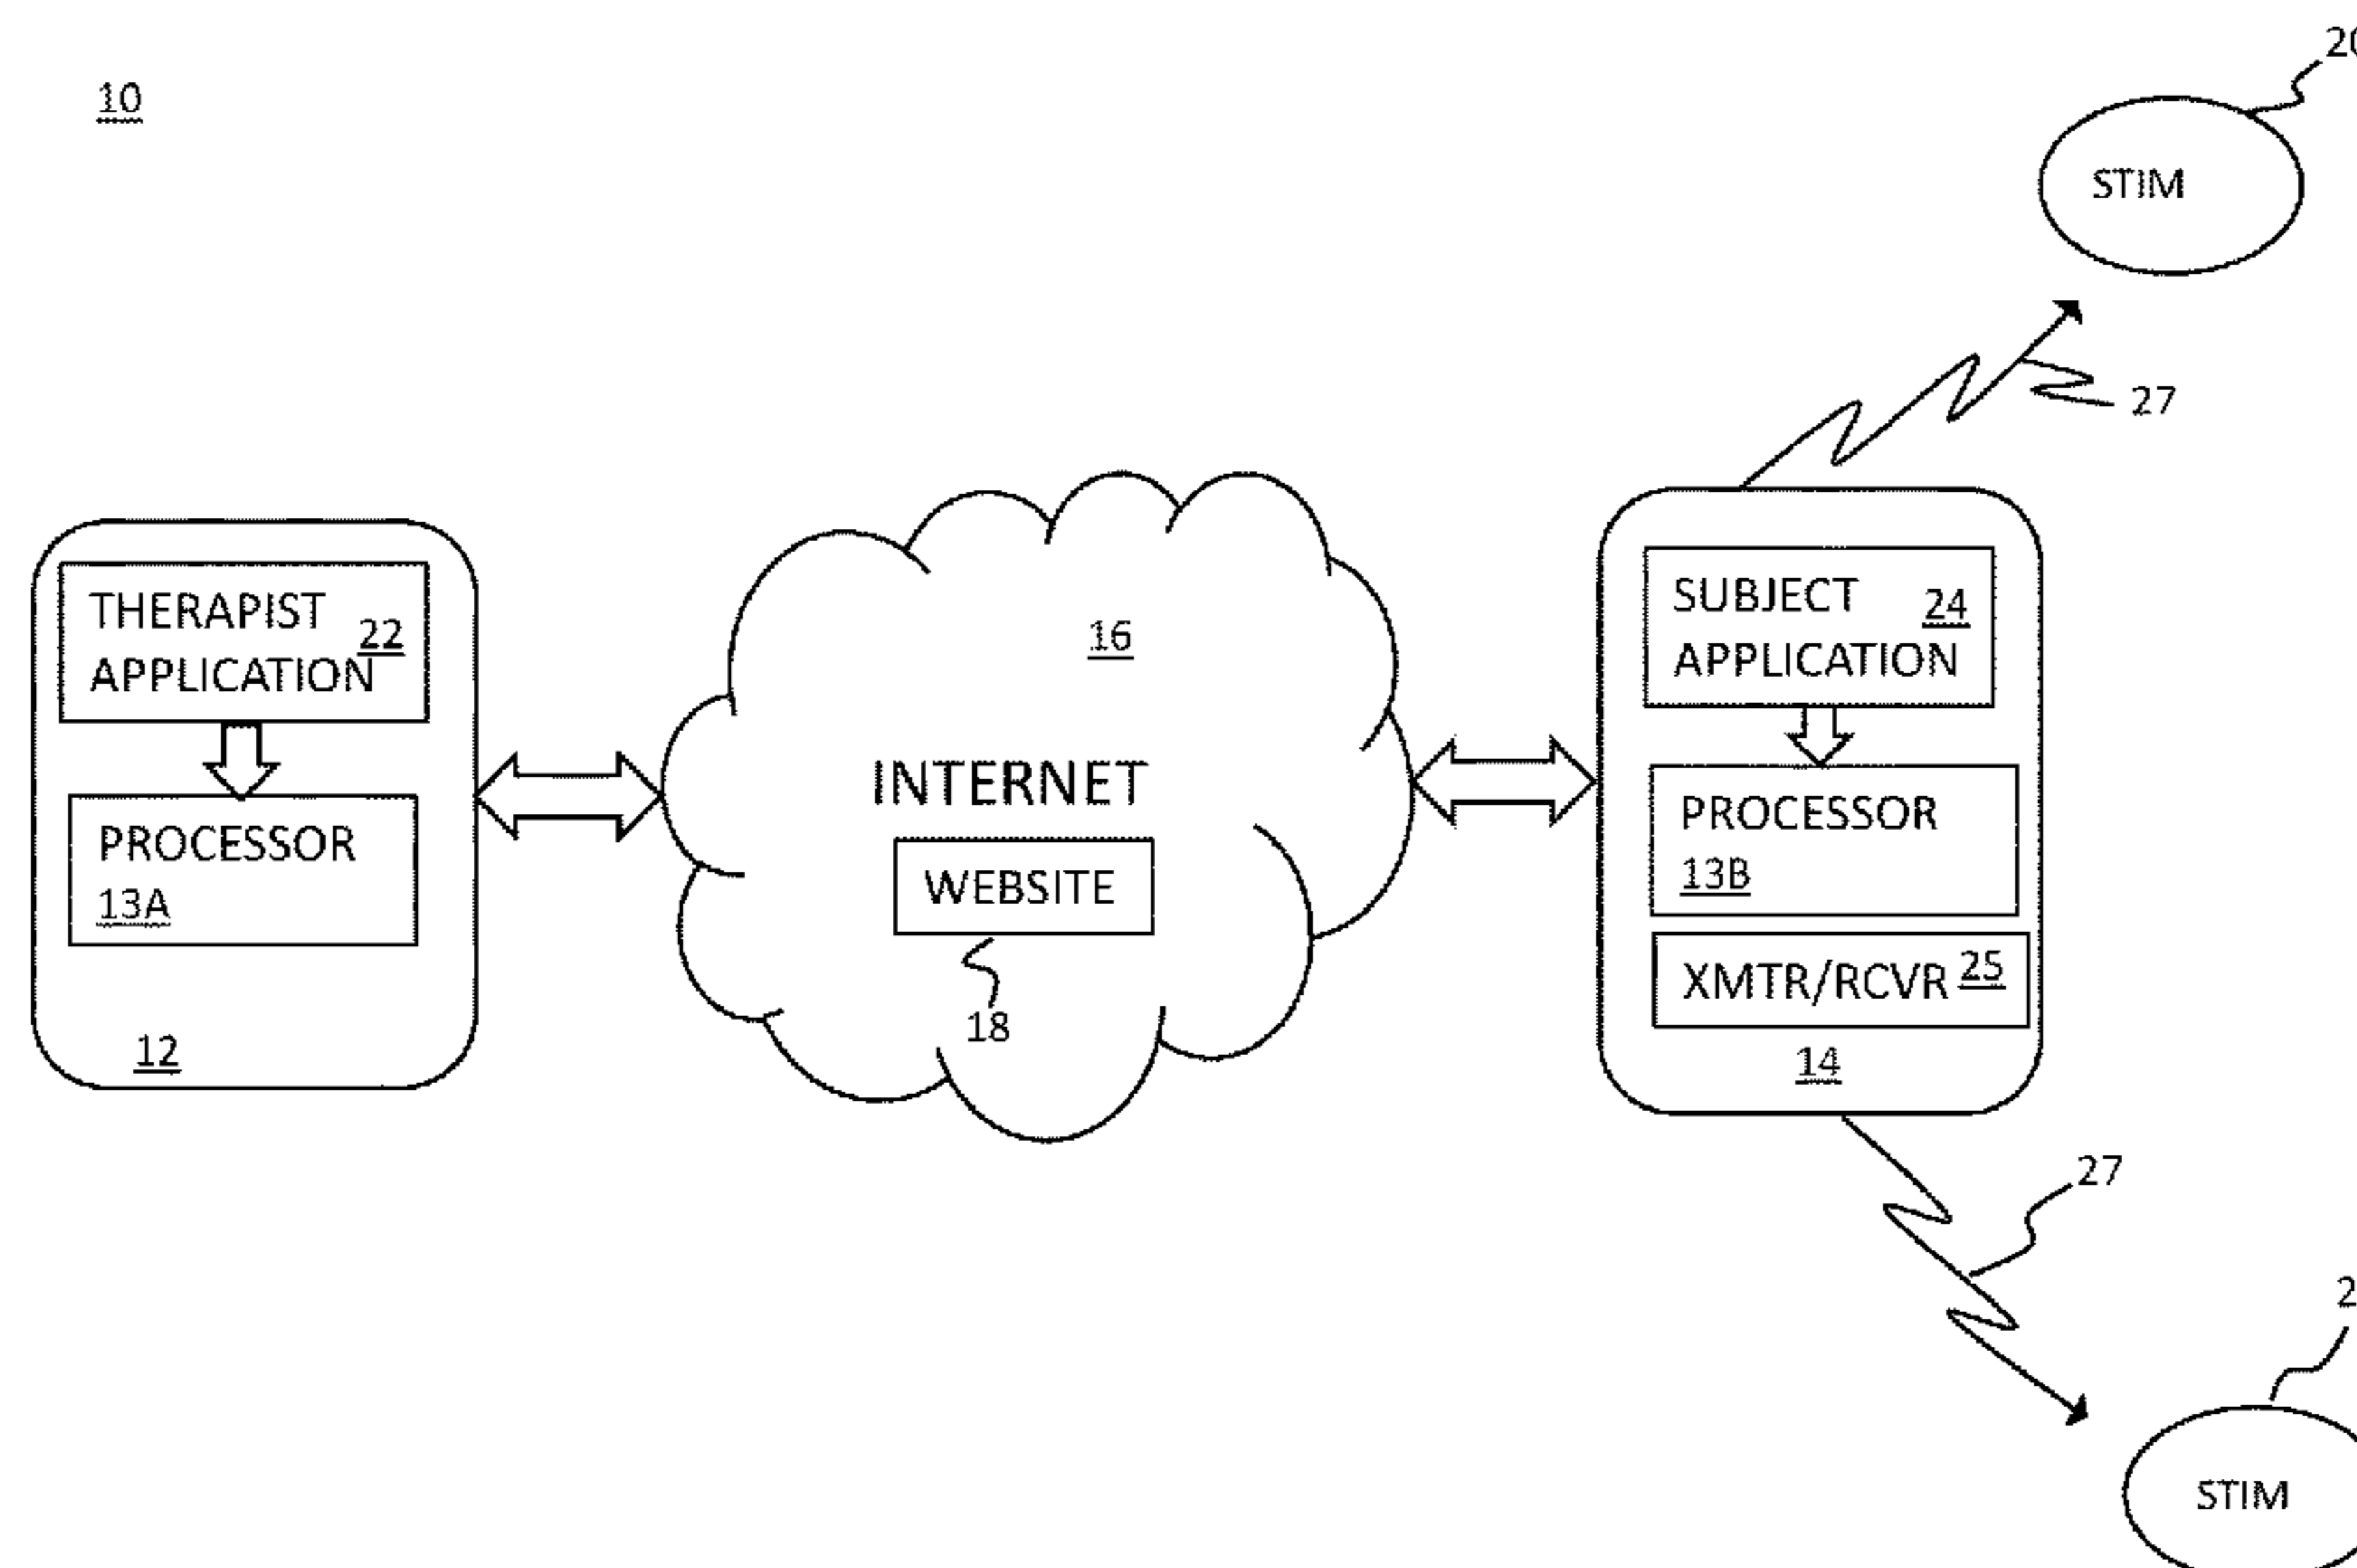 10
20
STIM
27
THERAPIST
APPLICATION
22
PROCESSOR
13A
12
16
INTERNET
WEBSITE
18
SUBJECT
APPLICATION
24
PROCESSOR
13B
XMTR/RCVR 25
14
27
STIM